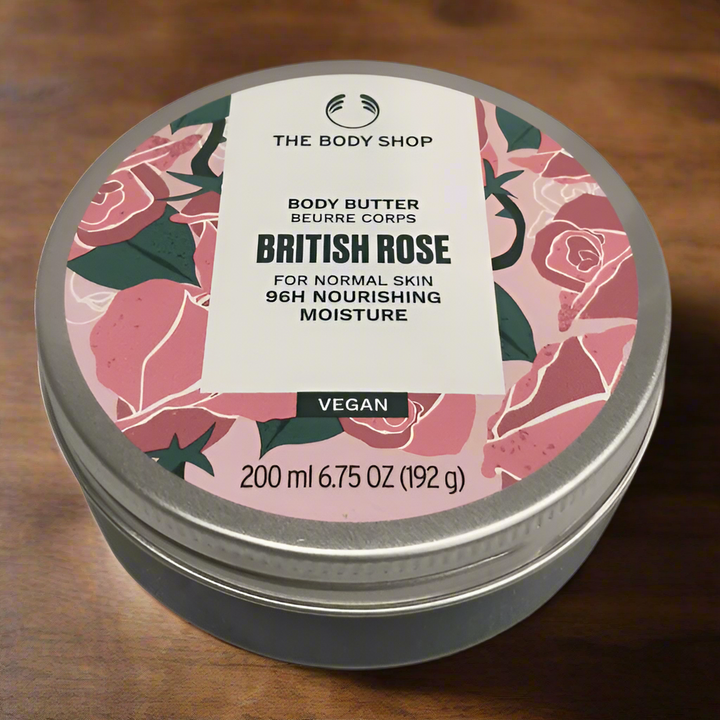 THE BODY SHOP
BODY BUTTER
BEURRE CORPS
BRITISH ROSE
FOR NORMAL SKIN
96H NOURISHING
MOISTURE
VEGAN
200 ml 6.75 OZ (192 g)